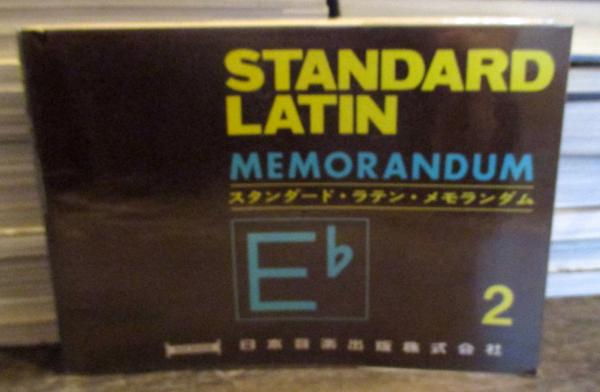 STANDARD
LATIN
MEMORANDUM
スタンダード・ラテン・メモランダム
E♭
2
日本音楽出版株式会社